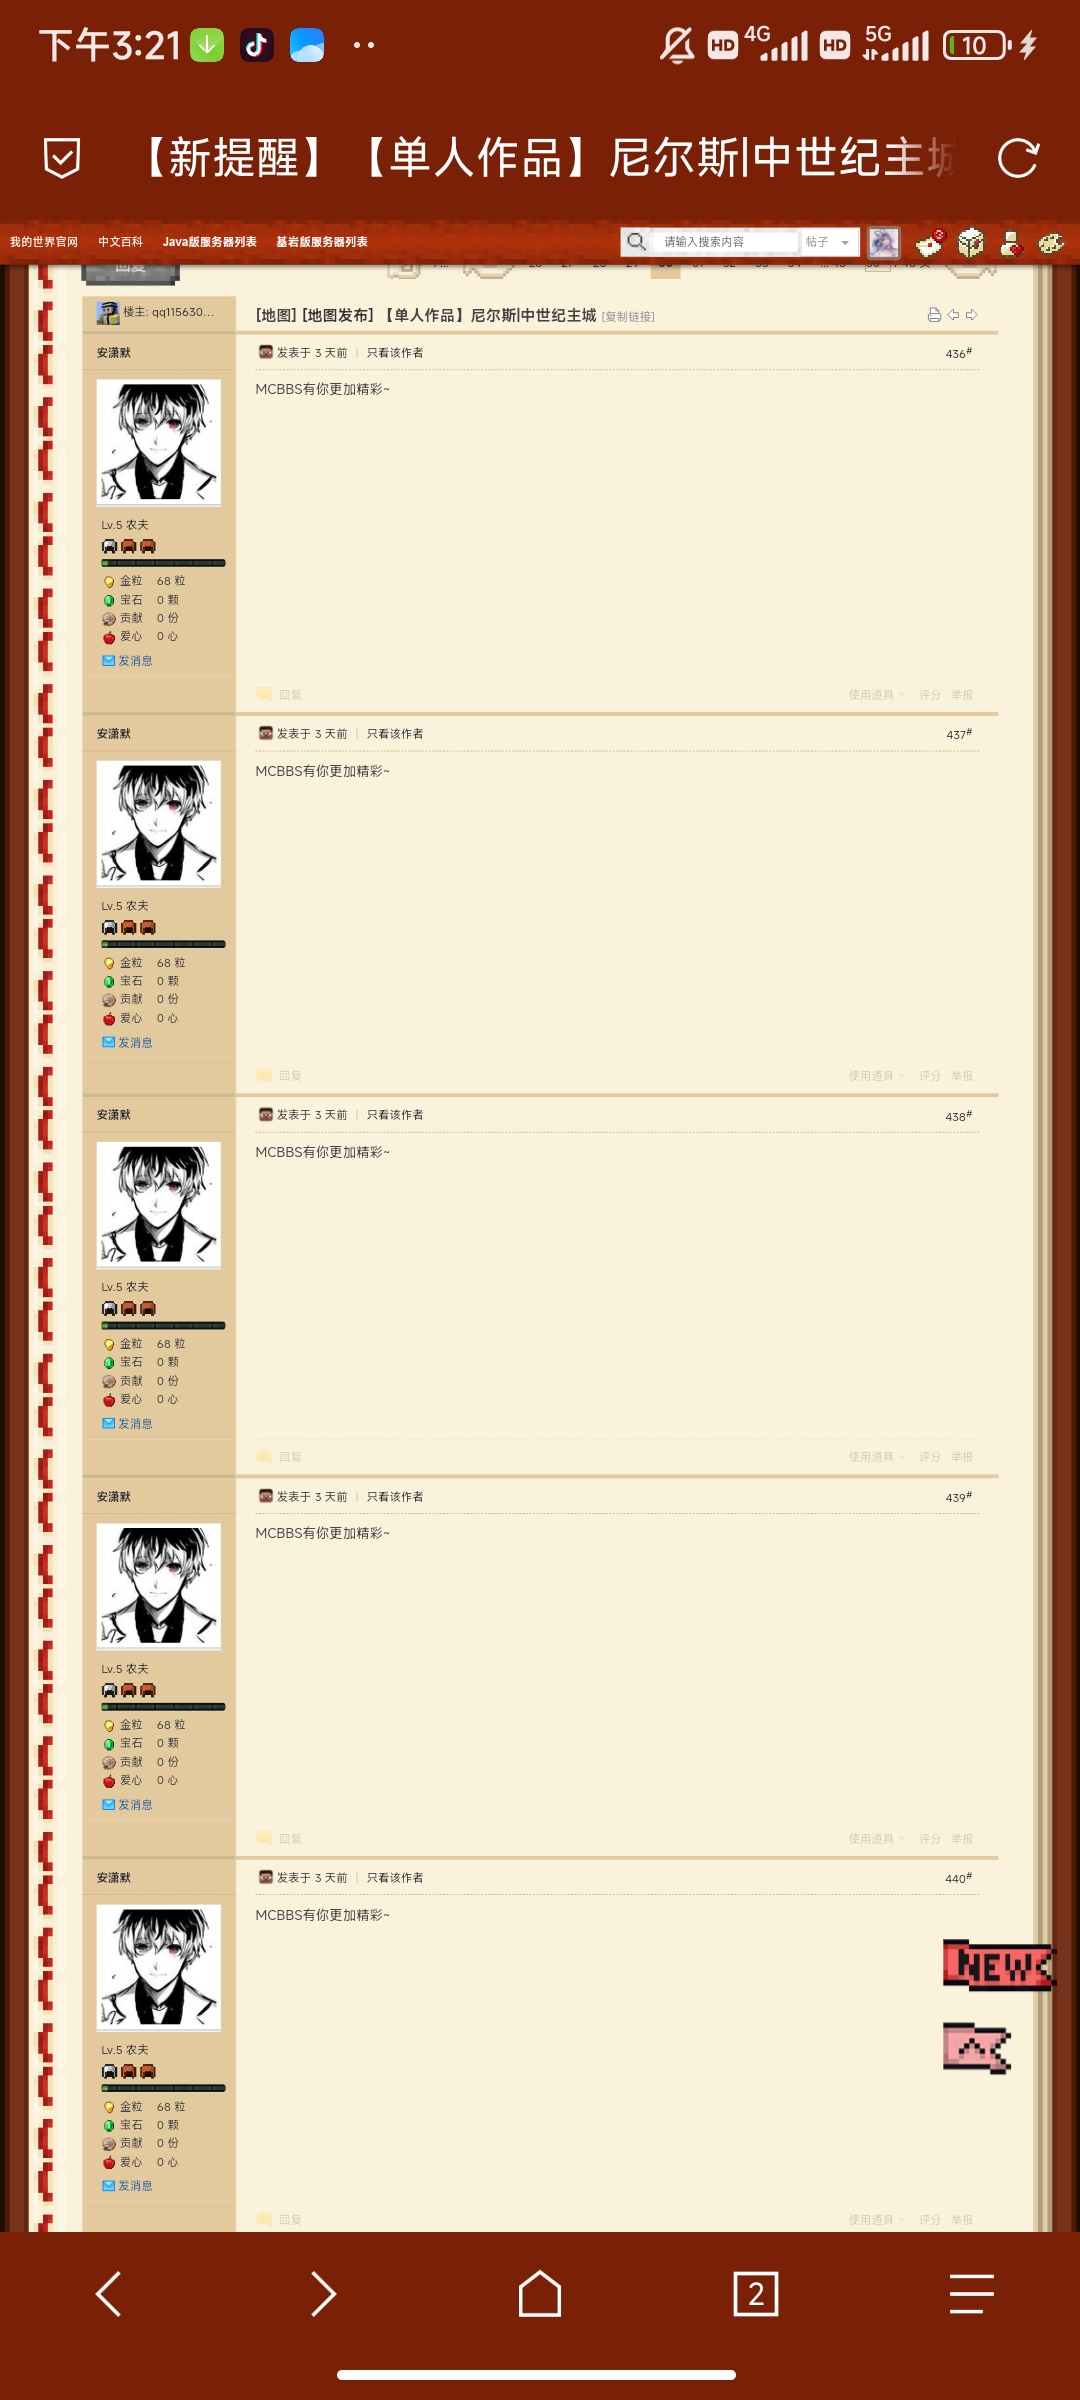 下午3:21
HD 4G HD 5G 10
【新提醒】【单人作品】尼尔斯|中世纪主城
我的世界官网 中文百科 Java版服务器列表 基岩版服务器列表 请输入搜索内容 帖子
回复
楼主: qq115630...
[地图] [地图发布] 【单人作品】尼尔斯|中世纪主城 [复制链接]
安潇默
发表于 3 天前 | 只看该作者 436#
MCBBS有你更加精彩~
Lv.5 农夫
金粒 68 粒
宝石 0 颗
贡献 0 份
爱心 0 心
发消息
回复 使用道具 评分 举报
安潇默
发表于 3 天前 | 只看该作者 437#
MCBBS有你更加精彩~
Lv.5 农夫
金粒 68 粒
宝石 0 颗
贡献 0 份
爱心 0 心
发消息
回复 使用道具 评分 举报
安潇默
发表于 3 天前 | 只看该作者 438#
MCBBS有你更加精彩~
Lv.5 农夫
金粒 68 粒
宝石 0 颗
贡献 0 份
爱心 0 心
发消息
回复 使用道具 评分 举报
安潇默
发表于 3 天前 | 只看该作者 439#
MCBBS有你更加精彩~
Lv.5 农夫
金粒 68 粒
宝石 0 颗
贡献 0 份
爱心 0 心
发消息
回复 使用道具 评分 举报
安潇默
发表于 3 天前 | 只看该作者 440#
MCBBS有你更加精彩~
NEW
Lv.5 农夫
金粒 68 粒
宝石 0 颗
贡献 0 份
爱心 0 心
发消息
回复 使用道具 评分 举报
2